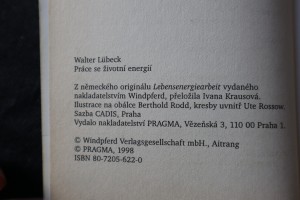 Walter Lübeck
Práce se životní energií
Z německého originálu Lebensenergiearbeit vydaného
nakladatelstvím Windpferd, přeložila Ivana Krausová.
Ilustrace na obálce Berthold Rodd, kresby uvnitř Ute Rossow.
Sazba CADIS, Praha
Vydalo nakladatelství PRAGMA, Vězeňská 3, 110 00 Praha 1.
© Windpferd Verlagsgesellschaft mbH., Aitrang
© PRAGMA, 1998
ISBN 80-7205-622-0